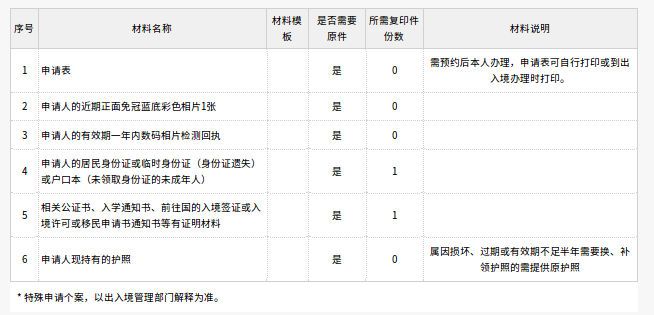 序号 材料名称 材料模板 是否需要原件 所需复印件份数 材料说明
1 申请表 是 0 需预约后本人办理，申请表可自行打印或到出
入境办理时打印。
2 申请人的近期正面免冠蓝底彩色相片1张 是 0
3 申请人的有效期一年内数码相片检测回执 是 0
4 申请人的居民身份证或临时身份证（身份证遗失）
或户口本（未领取身份证的未成年人） 是 1
5 相关公证书、入学通知书、前往国的入境签证或入
境许可或移民申请书通知书等有证明材料 是 1
6 申请人现持有的护照 是 0 属因损坏、过期或有效期不足半年需要换、补
领护照的需提供原护照
* 特殊申请个案，以出入境管理部门解释为准。